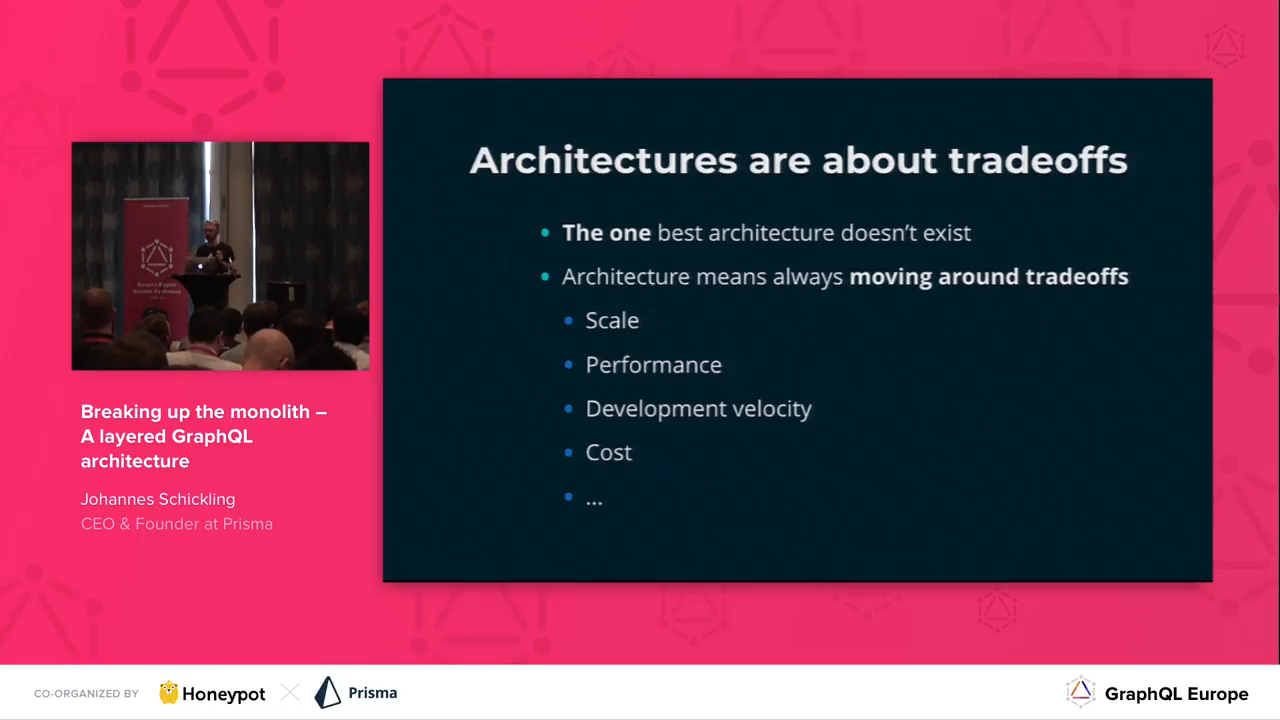 Architectures are about tradeoffs
• The one best architecture doesn’t exist
• Architecture means always moving around tradeoffs
• Scale
• Performance
• Development velocity
• Cost
• ...
Breaking up the monolith –
A layered GraphQL
architecture
Johannes Schickling
CEO & Founder at Prisma
CO-ORGANIZED BY
Honeypot
Prisma
GraphQL Europe